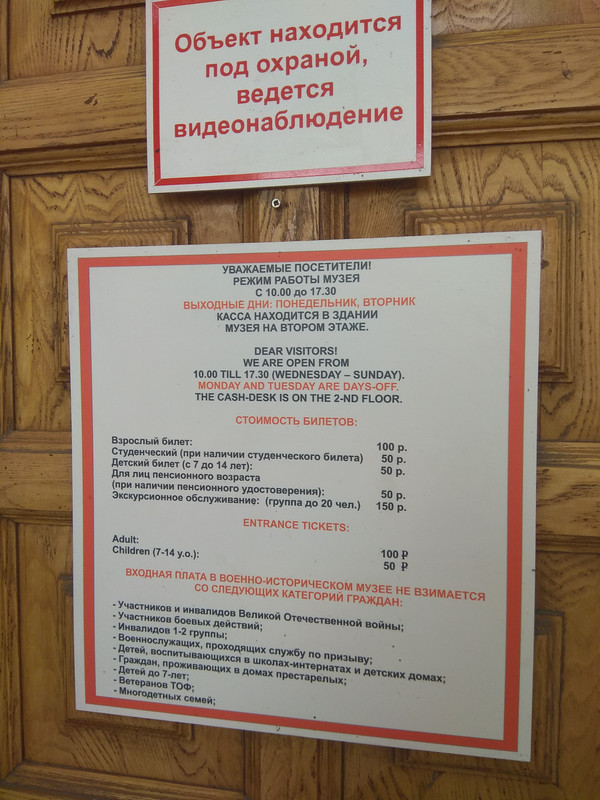 Объект находится
под охраной,
ведется
видеонаблюдение
УВАЖАЕМЫЕ ПОСЕТИТЕЛИ!
РЕЖИМ РАБОТЫ МУЗЕЯ
С 10.00 до 17.30
ВЫХОДНЫЕ ДНИ: ПОНЕДЕЛЬНИК, ВТОРНИК
КАССА НАХОДИТСЯ В ЗДАНИИ
МУЗЕЯ НА ВТОРОМ ЭТАЖЕ.
DEAR VISITORS!
WE ARE OPEN FROM
10.00 TILL 17.30 (WEDNESDAY – SUNDAY).
MONDAY AND TUESDAY ARE DAYS-OFF.
THE CASH-DESK IS ON THE 2-ND FLOOR.
СТОИМОСТЬ БИЛЕТОВ:
Взрослый билет: 100 р.
Студенческий (при наличии студенческого билета) 50 р.
Детский билет (с 7 до 14 лет): 50 р.
Для лиц пенсионного возраста
(при наличии пенсионного удостоверения): 50 р.
Экскурсионное обслуживание: (группа до 20 чел.) 150 р.
ENTRANCE TICKETS:
Adult: 100 ₽
Children (7-14 y.o.): 50 ₽
ВХОДНАЯ ПЛАТА В ВОЕННО-ИСТОРИЧЕСКОМ МУЗЕЕ НЕ ВЗИМАЕТСЯ
СО СЛЕДУЮЩИХ КАТЕГОРИЙ ГРАЖДАН:
- Участников и инвалидов Великой Отечественной войны;
- Участников боевых действий;
- Инвалидов 1-2 группы;
- Военнослужащих, проходящих службу по призыву;
- Детей, воспитывающихся в школах-интернатах и детских домах;
- Граждан, проживающих в домах престарелых;
- Детей до 7-лет;
- Ветеранов ТОФ;
- Многодетных семей;